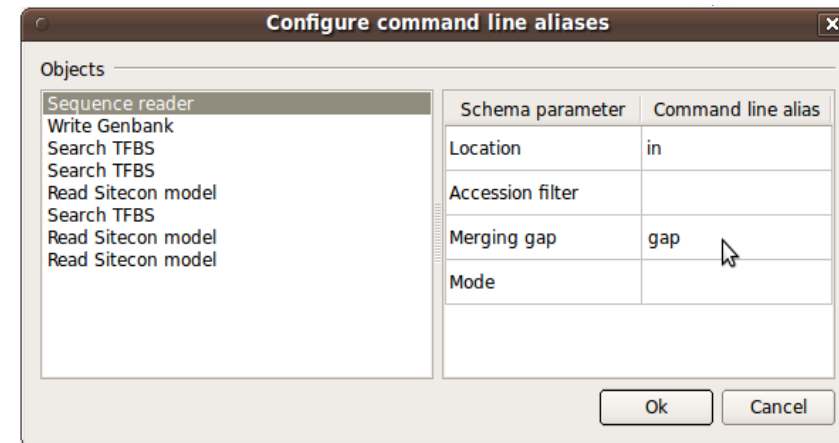 Configure command line aliases
Objects
Sequence reader
Write Genbank
Search TFBS
Search TFBS
Read Sitecon model
Search TFBS
Read Sitecon model
Read Sitecon model
Schema parameter Command line alias
Location in
Accession filter
Merging gap gap
Mode
Ok Cancel